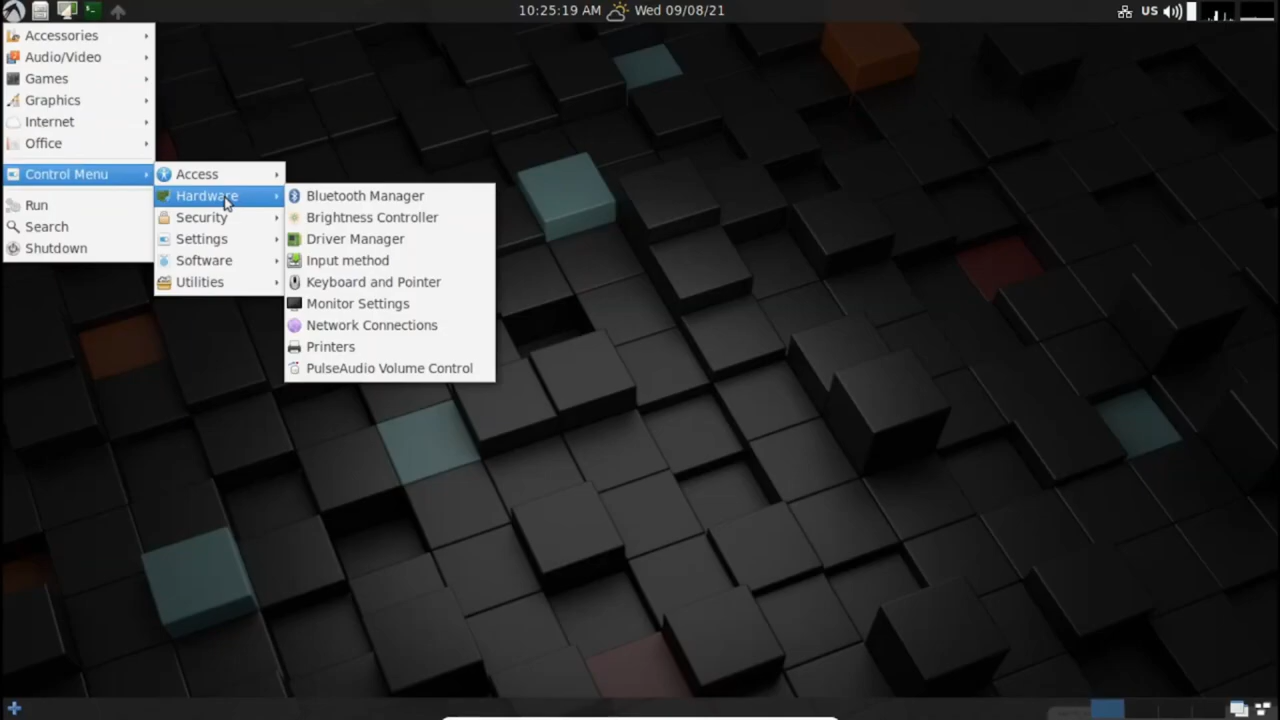 10:25:19 AM Wed 09/08/21 US
Accessories
Audio/Video
Games
Graphics
Internet
Office
Control Menu
Run
Search
Shutdown
Access
Hardware
Security
Settings
Software
Utilities
Bluetooth Manager
Brightness Controller
Driver Manager
Input method
Keyboard and Pointer
Monitor Settings
Network Connections
Printers
PulseAudio Volume Control